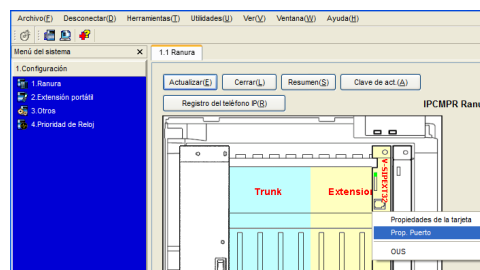 Archivo(F) Desconectar(D) Herramientas(T) Utilidades(U) Ver(V) Ventana(W) Ayuda(H)
Menú del sistema X
1.1 Ranura
1.Configuración
1.Ranura
2.Extensión portátil
3.Otros
4.Prioridad de Reloj
Actualizar(E) Cerrar(L) Resumen(S) Clave de act.(A)
Registro del teléfono IP(R)
IPCMPR Ranu
Trunk
Extensio
V-SIPEXT32
Propiedades de la tarjeta
Prop. Puerto
OUS